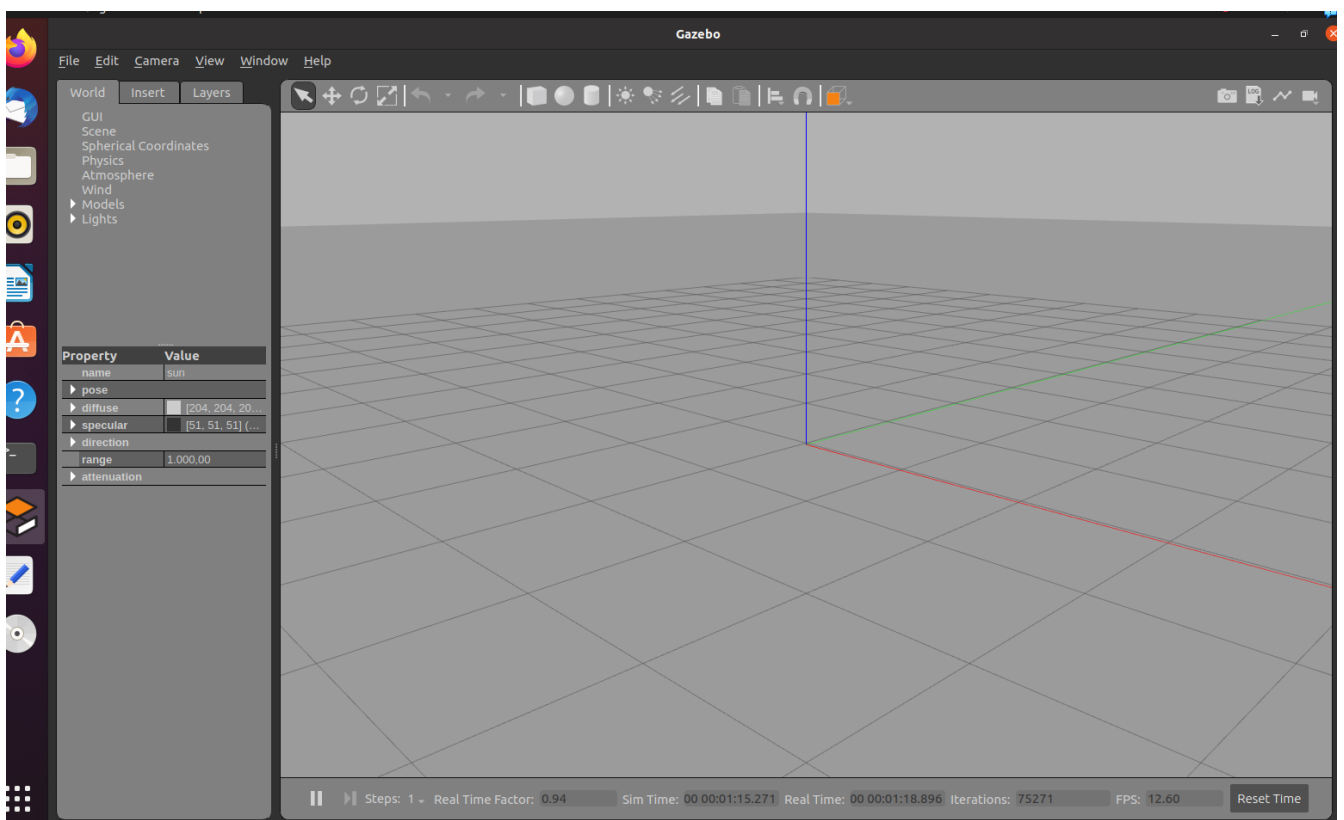 Gazebo
File Edit Camera View Window Help
World Insert Layers
GUI
Scene
Spherical Coordinates
Physics
Atmosphere
Wind
Models
Lights
Property Value
name sun
pose
diffuse [204, 204, 20...
specular [51, 51, 51] (...
direction
range 1.000,00
attenuation
LOG
Steps: 1 Real Time Factor: 0.94 Sim Time: 00 00:01:15.271 Real Time: 00 00:01:18.896 Iterations: 75271 FPS: 12.60 Reset Time